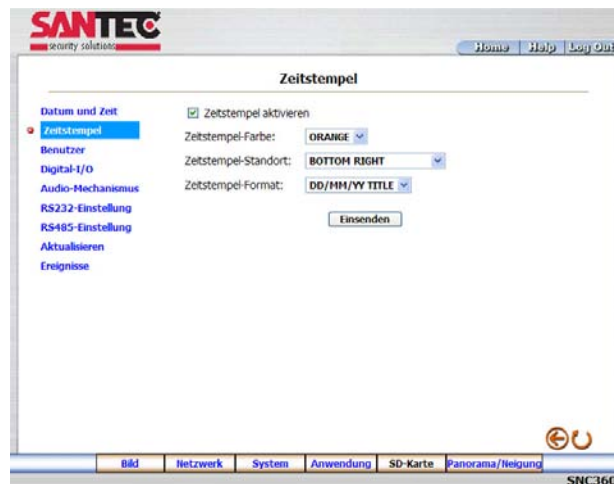 SANTEC
security solutions
Home Help Log Out
Zeitstempel
Datum und Zeit
Zeitstempel
Benutzer
Digital-I/O
Audio-Mechanismus
RS232-Einstellung
RS485-Einstellung
Aktualisieren
Ereignisse
Zeitstempel aktivieren
Zeitstempel-Farbe: ORANGE
Zeitstempel-Standort: BOTTOM RIGHT
Zeitstempel-Format: DD/MM/YY TITLE
Einsenden
Bild Netzwerk System Anwendung SD-Karte Panorama/Neigung